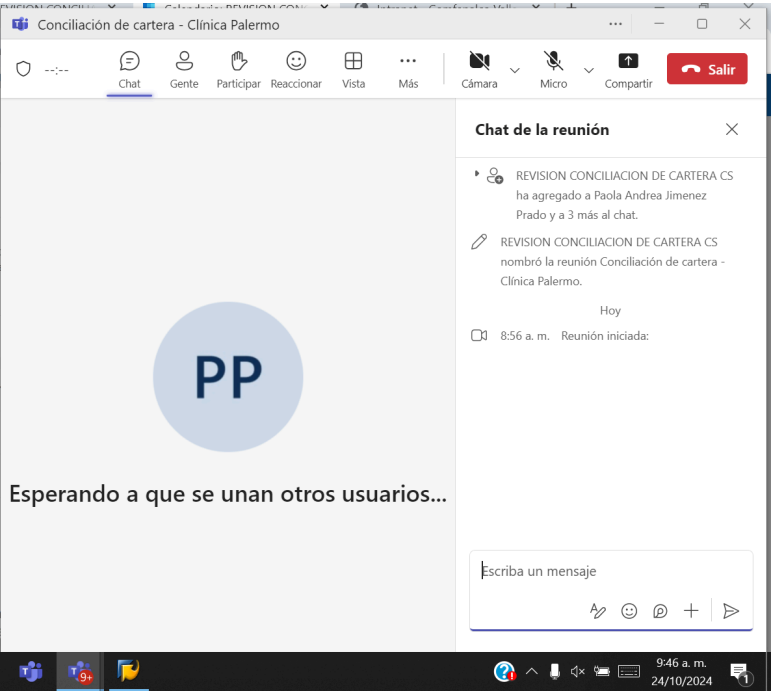 Conciliación de cartera - Clínica Palermo
--:--
Chat
Gente
Participar
Reaccionar
Vista
Más
Cámara
Micro
Compartir
Salir
PP
Esperando a que se unan otros usuarios...
Chat de la reunión
REVISION CONCILIACION DE CARTERA CS
ha agregado a Paola Andrea Jimenez
Prado y a 3 más al chat.
REVISION CONCILIACION DE CARTERA CS
nombró la reunión Conciliación de cartera -
Clínica Palermo.
Hoy
8:56 a. m. Reunión iniciada:
Escriba un mensaje
9+
9:46 a. m.
24/10/2024
1